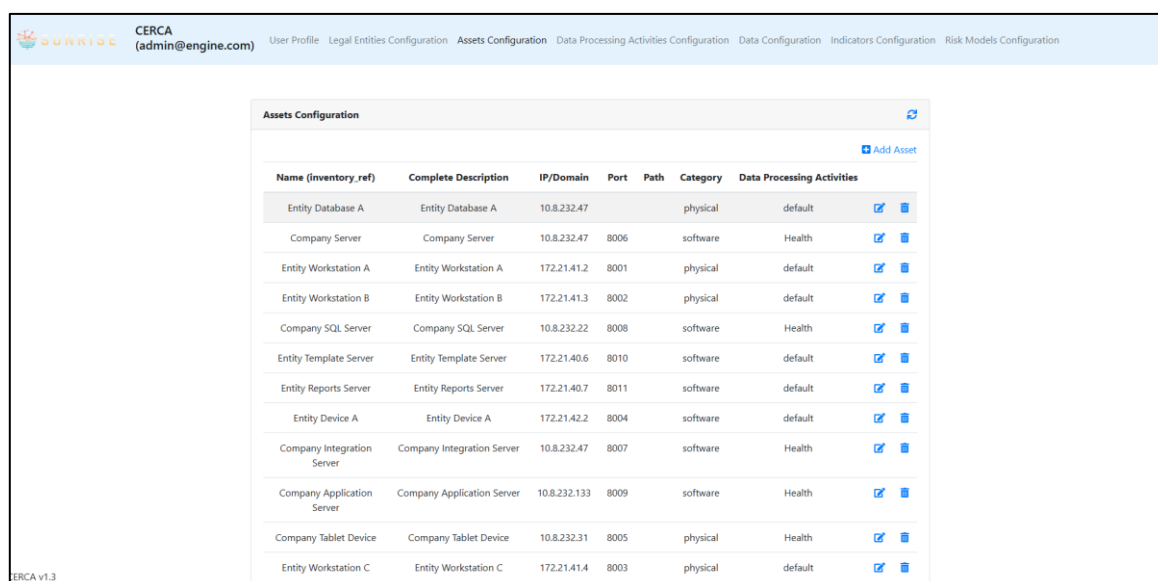 SUNRISE
CERCA
(admin@engine.com)
User Profile Legal Entities Configuration Assets Configuration Data Processing Activities Configuration Data Configuration Indicators Configuration Risk Models Configuration
Assets Configuration
Add Asset
Name (inventory_ref) Complete Description IP/Domain Port Path Category Data Processing Activities
Entity Database A Entity Database A 10.8.232.47 physical default
Company Server Company Server 10.8.232.47 8006 software Health
Entity Workstation A Entity Workstation A 172.21.41.2 8001 physical default
Entity Workstation B Entity Workstation B 172.21.41.3 8002 physical default
Company SQL Server Company SQL Server 10.8.232.22 8008 software Health
Entity Template Server Entity Template Server 172.21.40.6 8010 software default
Entity Reports Server Entity Reports Server 172.21.40.7 8011 software default
Entity Device A Entity Device A 172.21.42.2 8004 software default
Company Integration Company Integration Server 10.8.232.47 8007 software Health
Server
Company Application Company Application Server 10.8.232.133 8009 software Health
Server
Company Tablet Device Company Tablet Device 10.8.232.31 8005 physical Health
Entity Workstation C Entity Workstation C 172.21.41.4 8003 physical default
CERCA v1.3